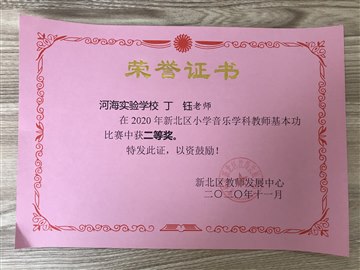 荣誉证书
河海实验学校 丁 钰老师
在2020年新北区小学音乐学科教师基本功
比赛中获二等奖。
特发此证，以资鼓励！
新北区教师发展中心
二〇二〇年十一月